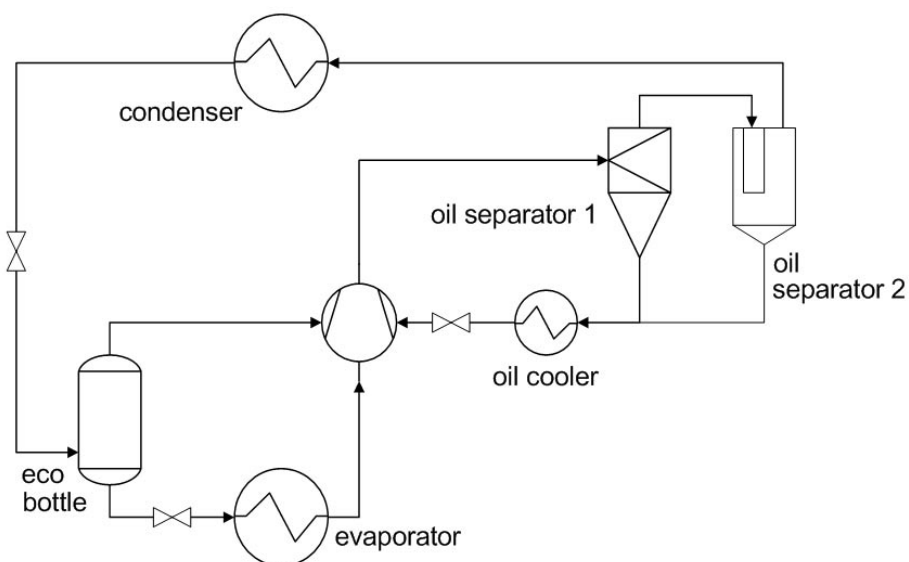 condenser
oil separator 1
oil
separator 2
oil cooler
eco
bottle
evaporator